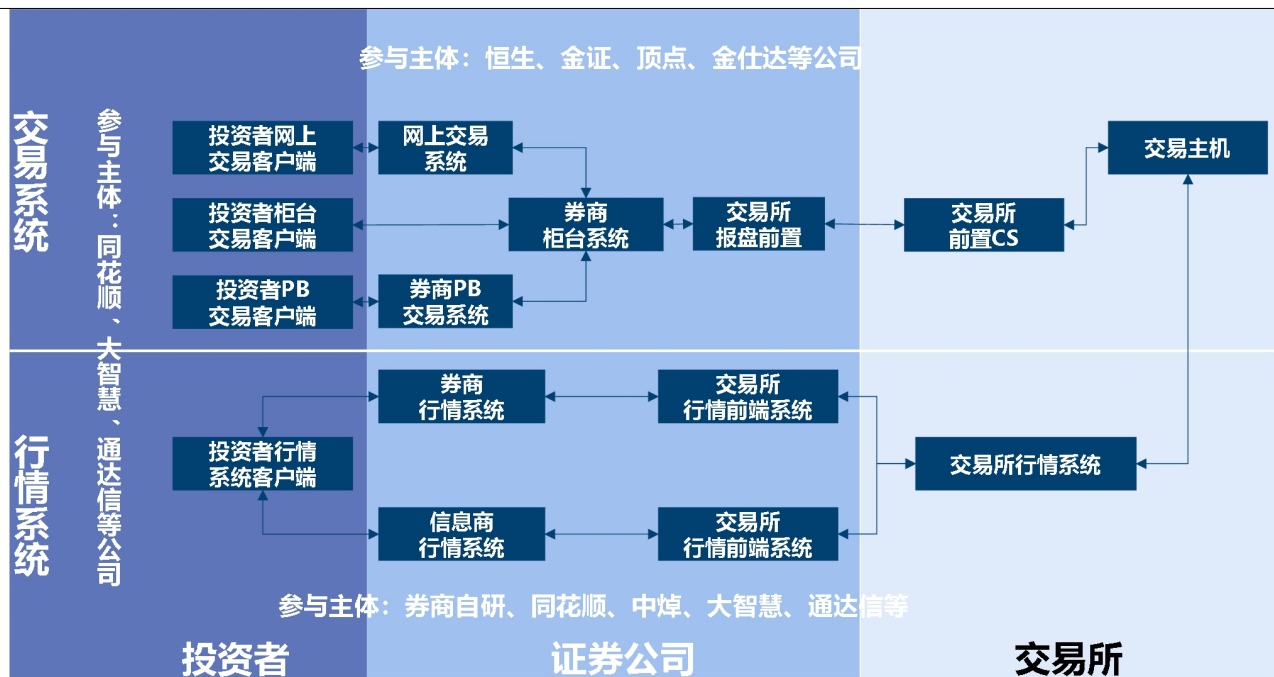 参与主体：恒生、金证、顶点、金仕达等公司
交易系统
参与主体：同花顺、大智慧、通达信等公司
投资者网上
交易客户端
网上交易
系统
交易主机
投资者柜台
交易客户端
券商
柜台系统
交易所
报盘前置
交易所
前置CS
投资者PB
交易客户端
券商PB
交易系统
行情系统
券商
行情系统
交易所
行情前端系统
投资者行情
系统客户端
交易所行情系统
信息商
行情系统
交易所
行情前端系统
参与主体：券商自研、同花顺、中焯、大智慧、通达信等
投资者
证券公司
交易所